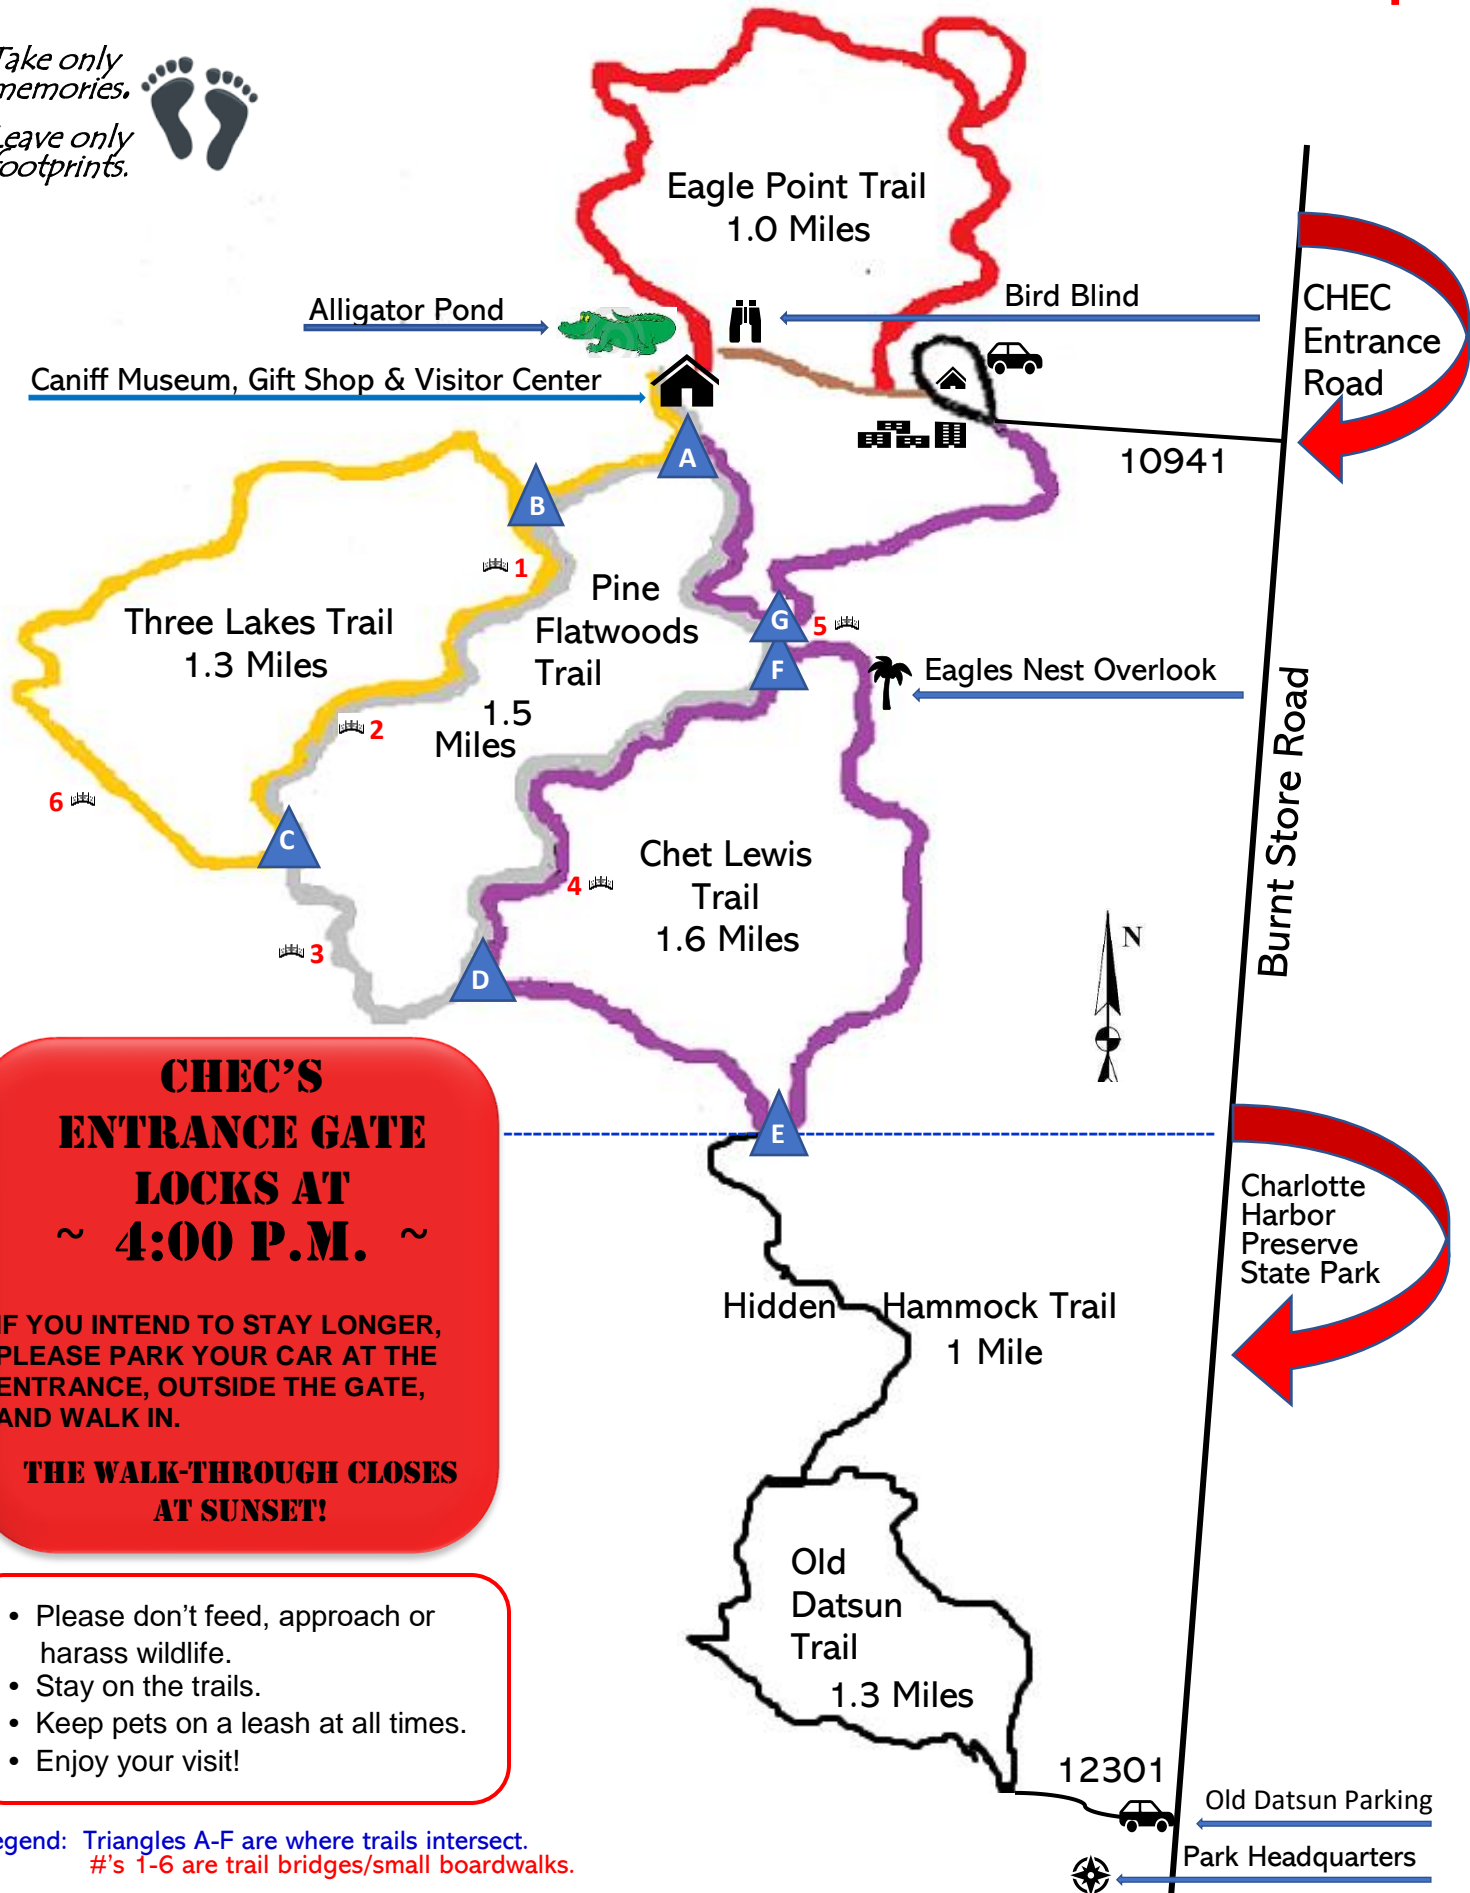 Take only
memories.
Leave only
footprints.
Eagle Point Trail
1.0 Miles
Alligator Pond
Bird Blind
CHEC
Entrance
Road
Caniff Museum, Gift Shop & Visitor Center
10941
A
B
1
Three Lakes Trail
1.3 Miles
Pine
Flatwoods
Trail
1.5
Miles
G
5
F
Eagles Nest Overlook
2
6
C
Chet Lewis
Trail
1.6 Miles
4
3
D
N
Burnt Store Road
E
CHEC'S
ENTRANCE GATE
LOCKS AT
~ 4:00 P.M. ~
IF YOU INTEND TO STAY LONGER,
PLEASE PARK YOUR CAR AT THE
ENTRANCE, OUTSIDE THE GATE,
AND WALK IN.
THE WALK-THROUGH CLOSES
AT SUNSET!
Charlotte
Harbor
Preserve
State Park
Hidden Hammock Trail
1 Mile
Old
Datsun
Trail
1.3 Miles
• Please don't feed, approach or
harass wildlife.
• Stay on the trails.
• Keep pets on a leash at all times.
• Enjoy your visit!
12301
Old Datsun Parking
Park Headquarters
egend: Triangles A-F are where trails intersect.
#'s 1-6 are trail bridges/small boardwalks.